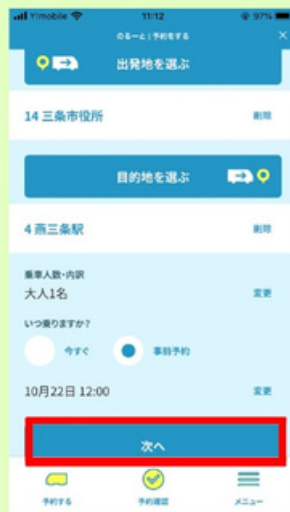 Y!mobile 11:12 97%
のるーと | 予約をする ×
出発地を選ぶ
14 三条市役所 削除
目的地を選ぶ
4 燕三条駅 削除
乗車人数・内訳
大人1名 変更
いつ乗りますか?
今すぐ 事前予約
10月22日 12:00 変更
次へ
予約する 予約確認 メニュー